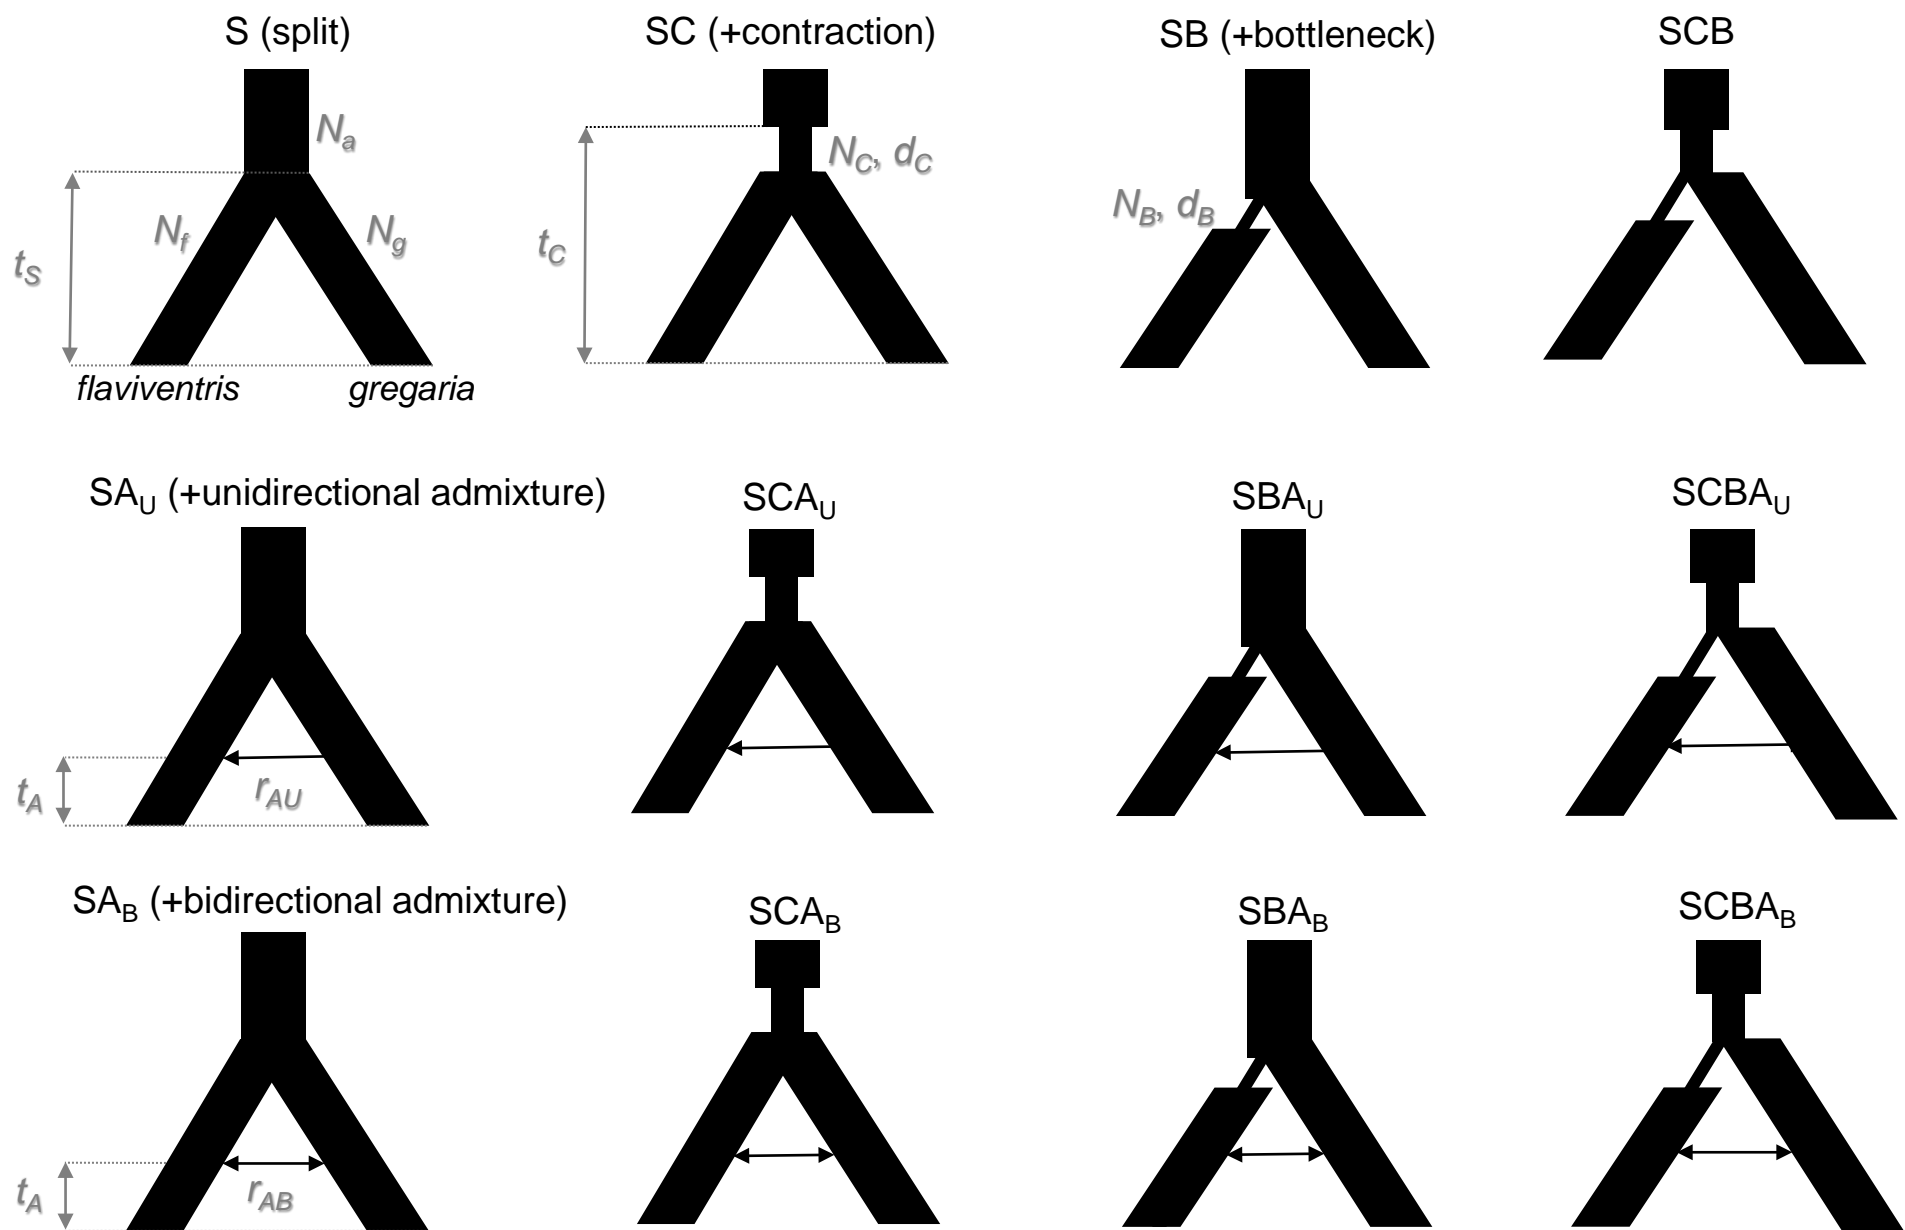 S (split)
SC (+contraction)
SB (+bottleneck)
SCB
Na
NC, dC
NB, dB
Nf
Ng
tS
tC
flaviventris
gregaria
SAU (+unidirectional admixture)
SCAU
SBAU
SCBAU
tA
rAU
SAB (+bidirectional admixture)
SCAB
SBAB
SCBAB
tA
rAB